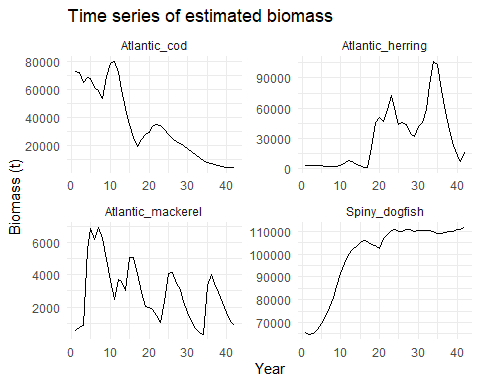 Time series of estimated biomass
Atlantic_cod
80000
60000
40000
20000
0 10 20 30 40
Atlantic_herring
90000
60000
30000
0
0 10 20 30 40
Atlantic_mackerel
6000
4000
2000
0 10 20 30 40
Spiny_dogfish
110000
100000
90000
80000
70000
0 10 20 30 40
Biomass (t)
Year